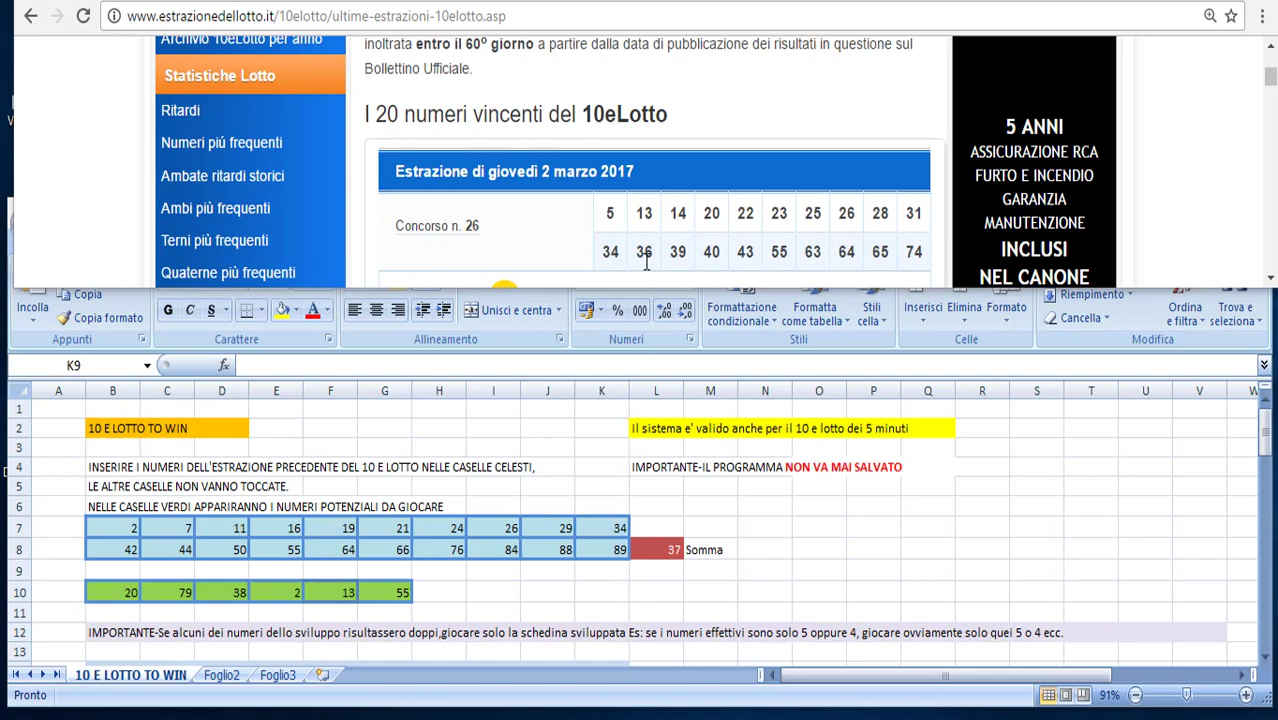 www.estrazionedellotto.it/10elotto/ultime-estrazioni-10elotto.asp
Archivio 10eLotto per anno
Statistiche Lotto
Ritardi
Numeri piú frequenti
Ambate ritardi storici
Ambi più frequenti
Terni più frequenti
Quaterne più frequenti
inoltrata entro il 60º giorno a partire dalla data di pubblicazione dei risultati in questione sul
Bollettino Ufficiale.
I 20 numeri vincenti del 10eLotto
Estrazione di giovedì 2 marzo 2017
Concorso n. 26
5 13 14 20 22 23 25 26 28 31
34 36 39 40 43 55 63 64 65 74
5 ANNI
ASSICURAZIONE RCA
FURTO E INCENDIO
GARANZIA
MANUTENZIONE
INCLUSI
NEL CANONE
Incolla
Copia
Copia formato
Appunti
G C S
Carattere
Unisci e centra
Allineamento
% 000
Numeri
Formattazione condizionale
Formatta come tabella
Stili cella
Stili
Inserisci Elimina Formato
Celle
Riempimento
Cancella
Ordina e filtra
Trova e seleziona
Modifica
K9
fx
A B C D E F G H I J K L M N O P Q R S T U V W
1
2 10 E LOTTO TO WIN Il sistema e' valido anche per il 10 e lotto dei 5 minuti
3
4 INSERIRE I NUMERI DELL'ESTRAZIONE PRECEDENTE DEL 10 E LOTTO NELLE CASELLE CELESTI, IMPORTANTE-IL PROGRAMMA NON VA MAI SALVATO
5 LE ALTRE CASELLE NON VANNO TOCCATE.
6 NELLE CASELLE VERDI APPARIRANNO I NUMERI POTENZIALI DA GIOCARE
7 2 7 11 16 19 21 24 26 29 34
8 42 44 50 55 64 66 76 84 88 89 37 Somma
9
10 20 79 38 2 13 55
11
12 IMPORTANTE-Se alcuni dei numeri dello sviluppo risultassero doppi,giocare solo la schedina sviluppata Es: se i numeri effettivi sono solo 5 oppure 4, giocare ovviamente solo quei 5 o 4 ecc.
13
10 E LOTTO TO WIN Foglio2 Foglio3
Pronto
91%